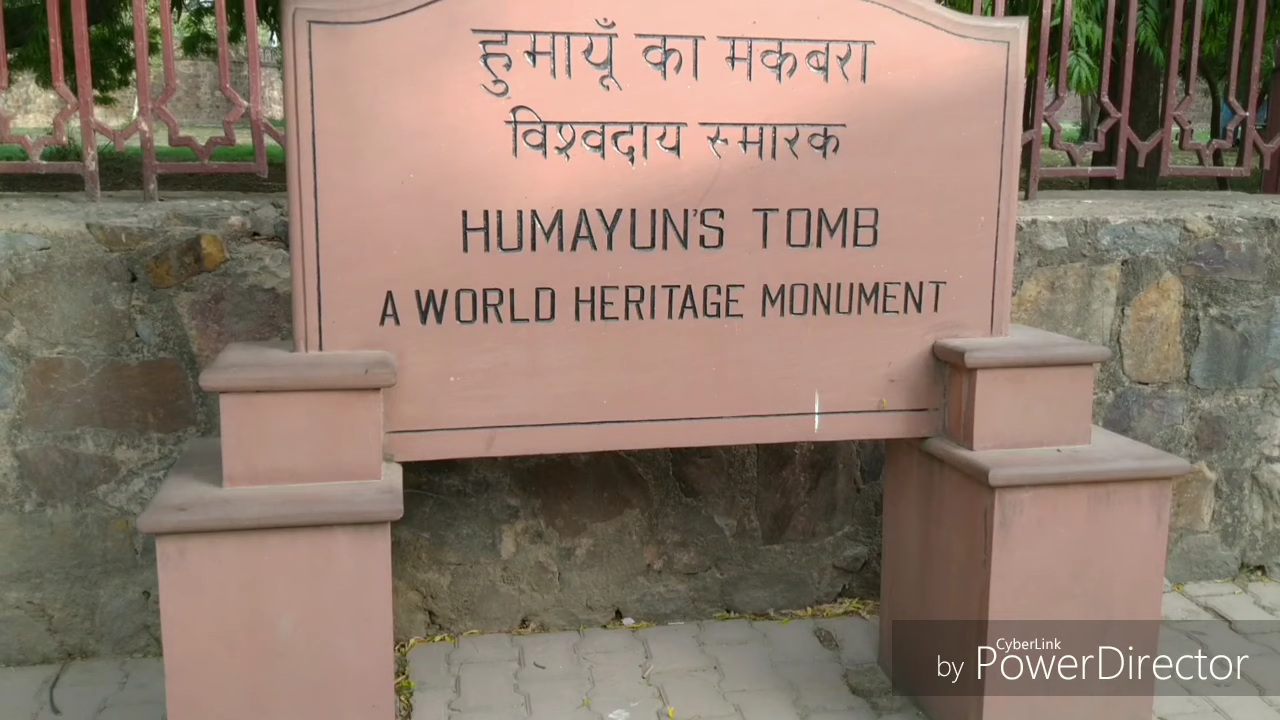 हुमायूँ का मकबरा
विश्वदाय स्मारक
HUMAYUN'S TOMB
A WORLD HERITAGE MONUMENT
CyberLink
by PowerDirector